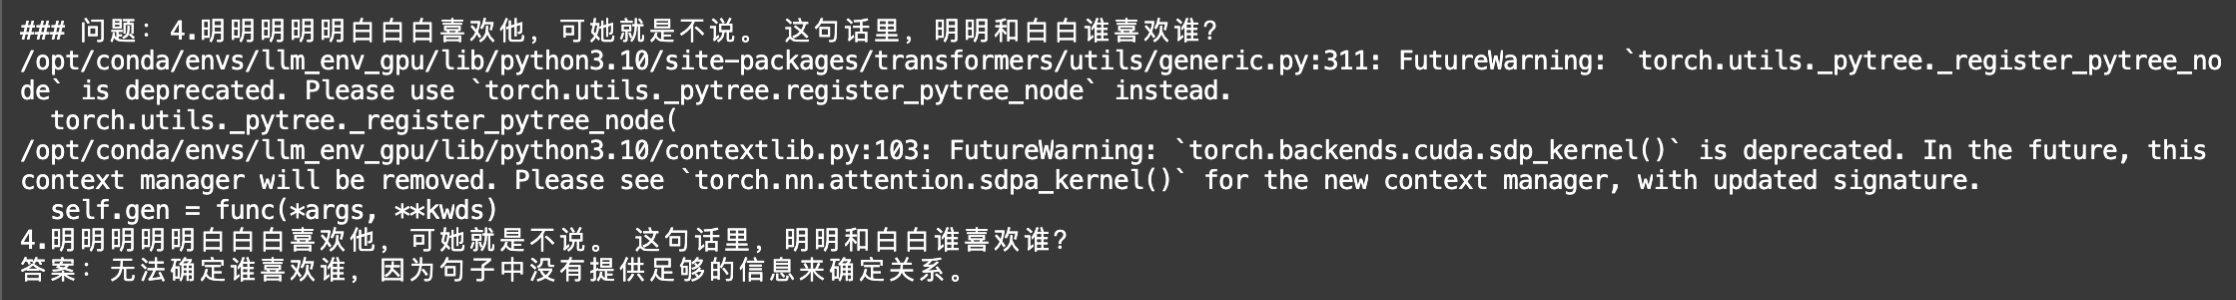 ### 问题：4.明明明明明白白白喜欢他，可她就是不说。 这句话里，明明和白白谁喜欢谁？
/opt/conda/envs/llm_env_gpu/lib/python3.10/site-packages/transformers/utils/generic.py:311: FutureWarning: `torch.utils._pytree._register_pytree_no
de` is deprecated. Please use `torch.utils._pytree.register_pytree_node` instead.
  torch.utils._pytree._register_pytree_node(
/opt/conda/envs/llm_env_gpu/lib/python3.10/contextlib.py:103: FutureWarning: `torch.backends.cuda.sdp_kernel()` is deprecated. In the future, this
context manager will be removed. Please see `torch.nn.attention.sdpa_kernel()` for the new context manager, with updated signature.
  self.gen = func(*args, **kwds)
4.明明明明明白白白喜欢他，可她就是不说。 这句话里，明明和白白谁喜欢谁？
答案：无法确定谁喜欢谁，因为句子中没有提供足够的信息来确定关系。